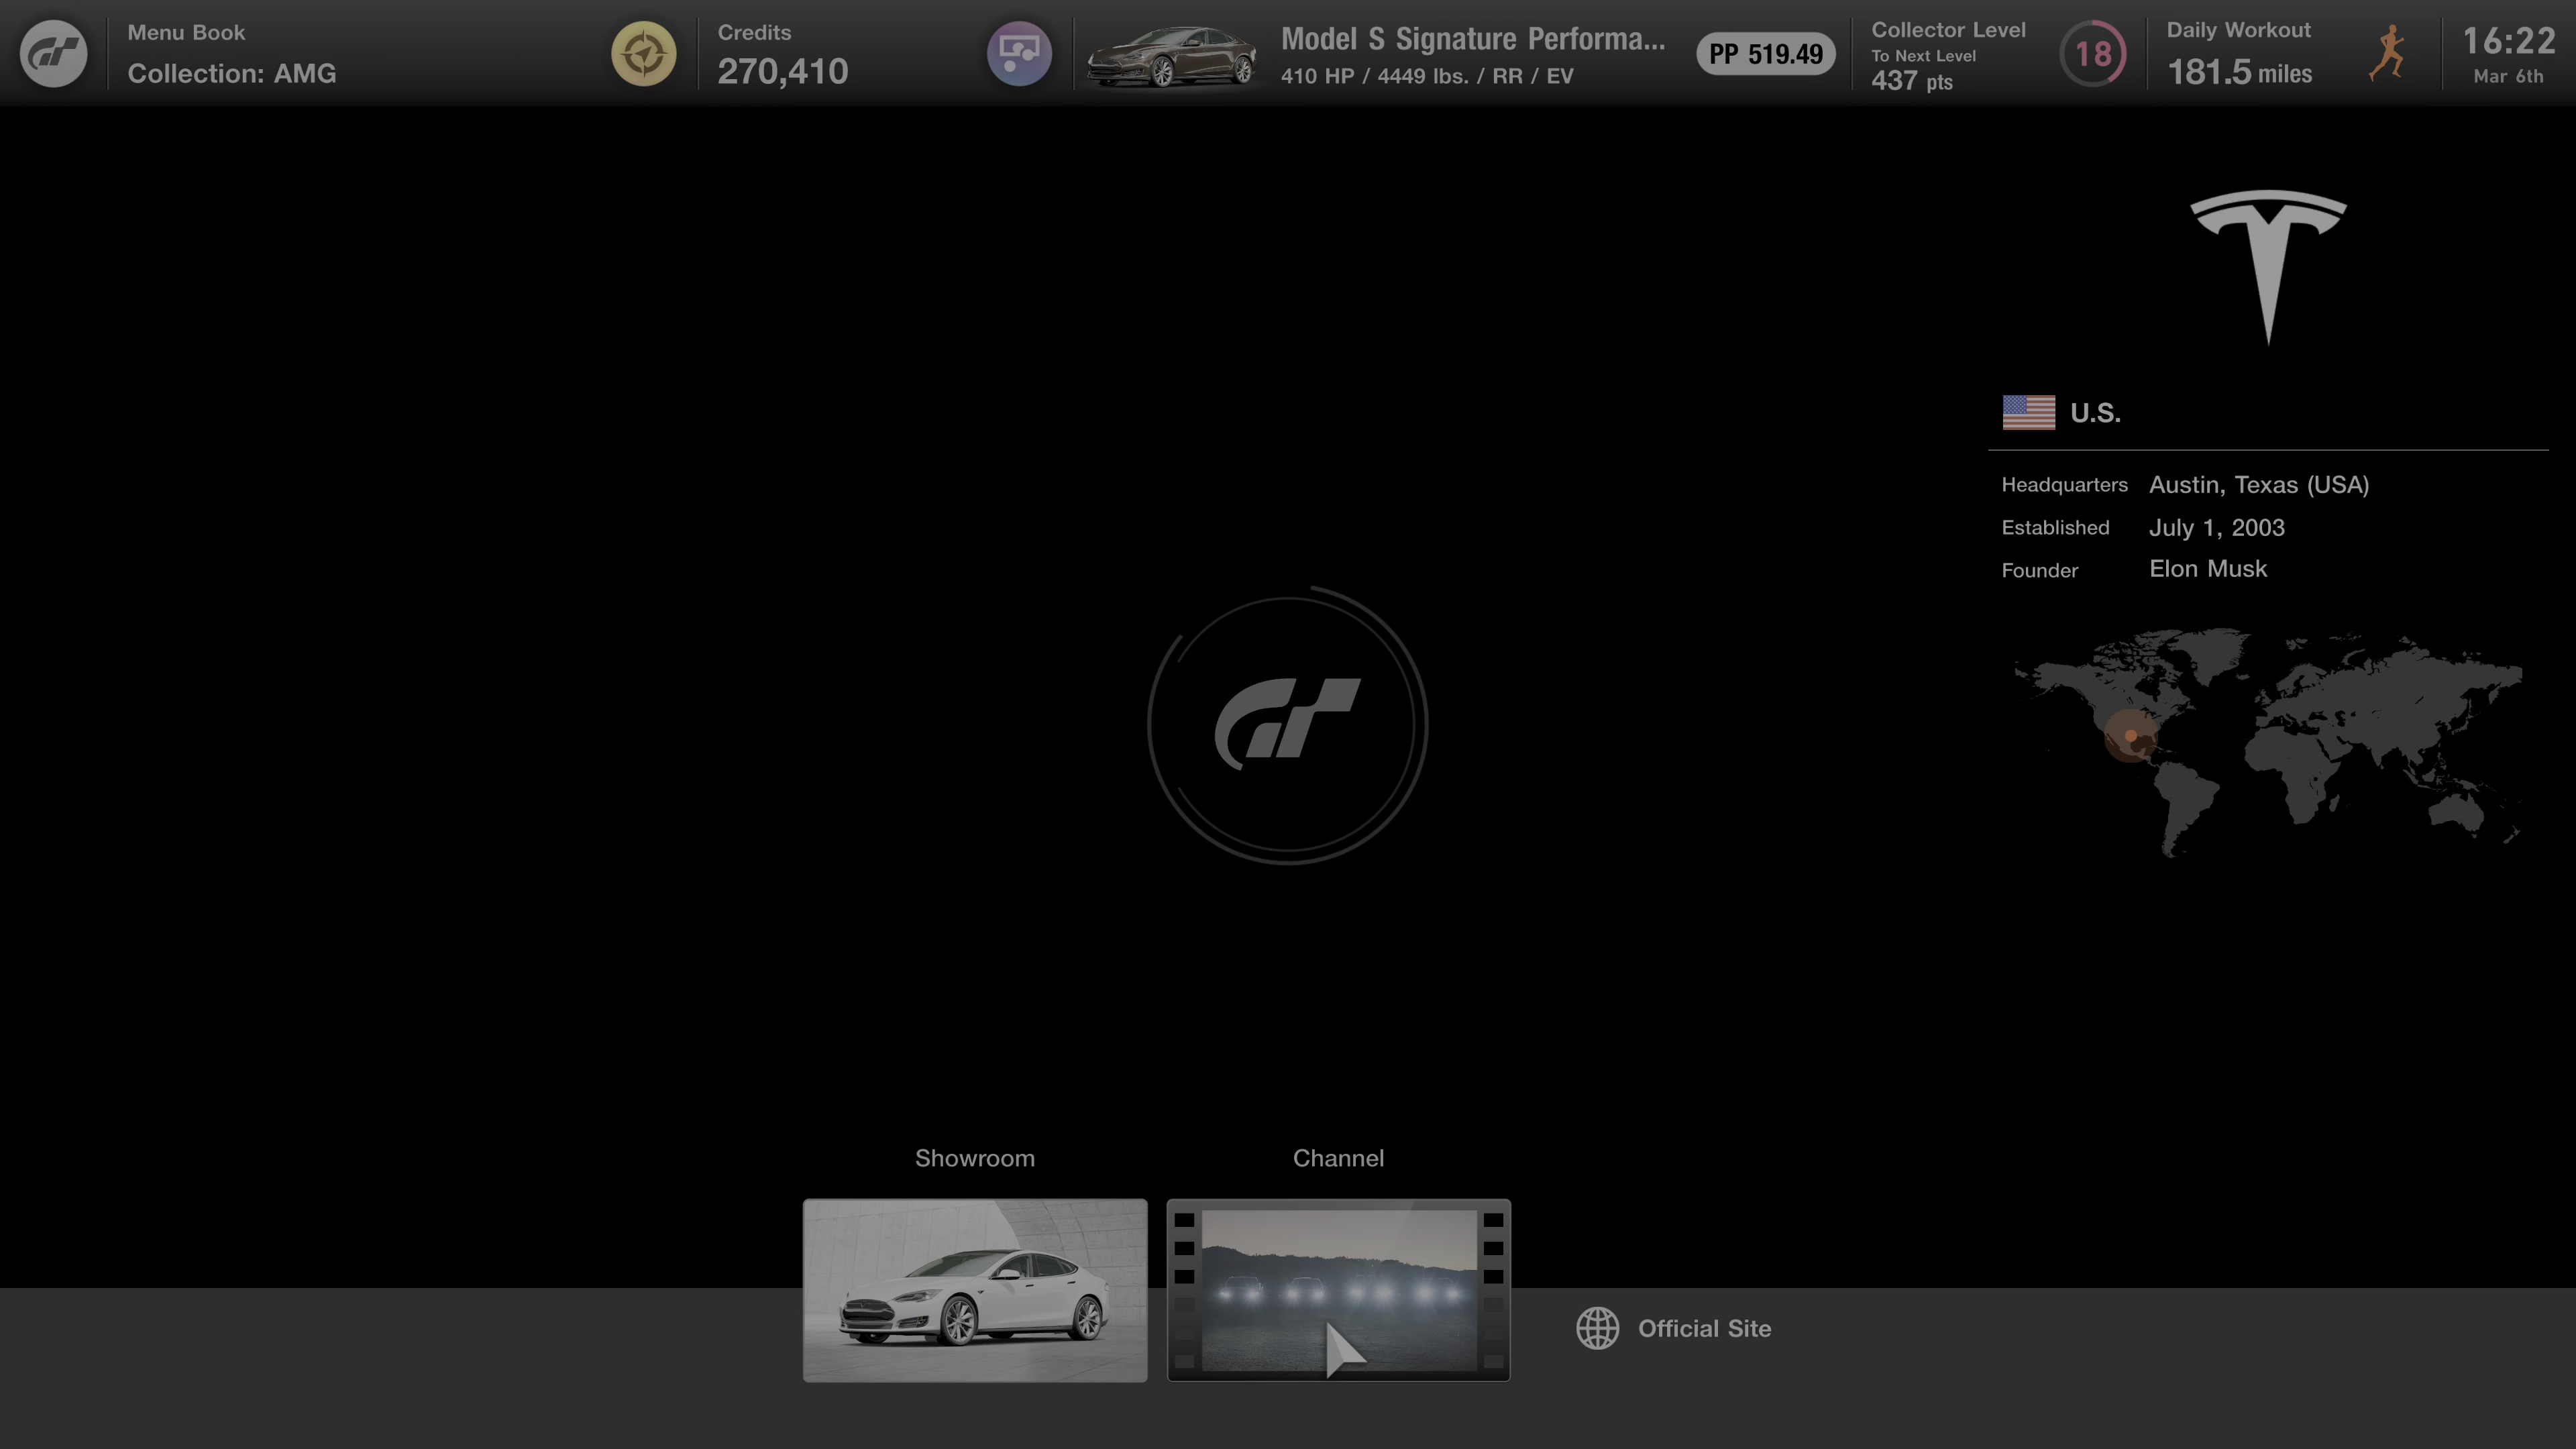 Menu Book
Collection: AMG
Credits
270,410
Model S Signature Performa...
410 HP / 4449 lbs. / RR / EV
PP 519.49
Collector Level
To Next Level
437 pts
18
Daily Workout
181.5 miles
16:22
Mar 6th
U.S.
Headquarters Austin, Texas (USA)
Established July 1, 2003
Founder Elon Musk
GT
Showroom
Channel
Official Site